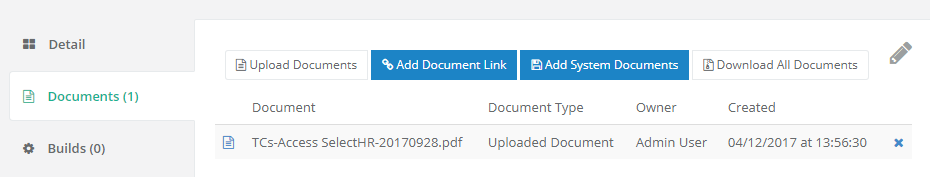 Detail
Documents (1)
Builds (0)
Upload Documents Add Document Link Add System Documents Download All Documents
Document Document Type Owner Created
TCs-Access SelectHR-20170928.pdf Uploaded Document Admin User 04/12/2017 at 13:56:30